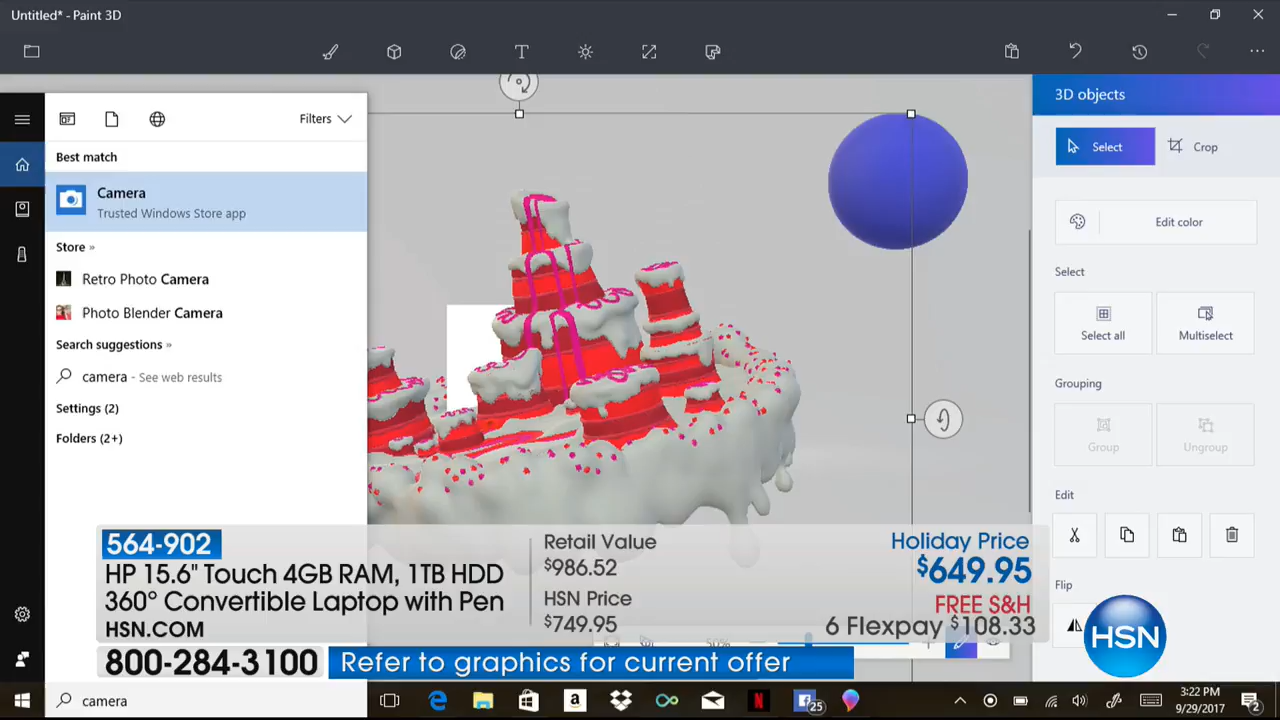 Untitled* - Paint 3D
3D objects
Filters
Select
Crop
Best match
Camera
Trusted Windows Store app
Edit color
Store »
Select
Retro Photo Camera
Photo Blender Camera
Select all
Multiselect
Search suggestions »
camera - See web results
Grouping
Settings (2)
Folders (2+)
Group
Ungroup
Edit
564-902
HP 15.6" Touch 4GB RAM, 1TB HDD
360° Convertible Laptop with Pen
HSN.COM
Retail Value
$986.52
HSN Price
$749.95
Holiday Price
$649.95
FREE S&H
6 Flexpay $108.33
Flip
HSN
50%
800-284-3100
Refer to graphics for current offer
camera
25
3:22 PM
9/29/2017
2